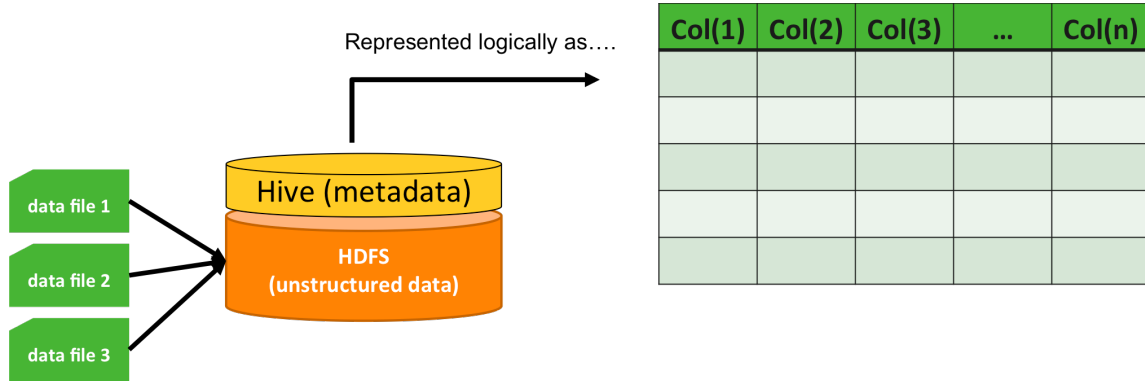 Represented logically as….
Col(1) Col(2) Col(3) ... Col(n)
Hive (metadata)
HDFS
(unstructured data)
data file 1
data file 2
data file 3